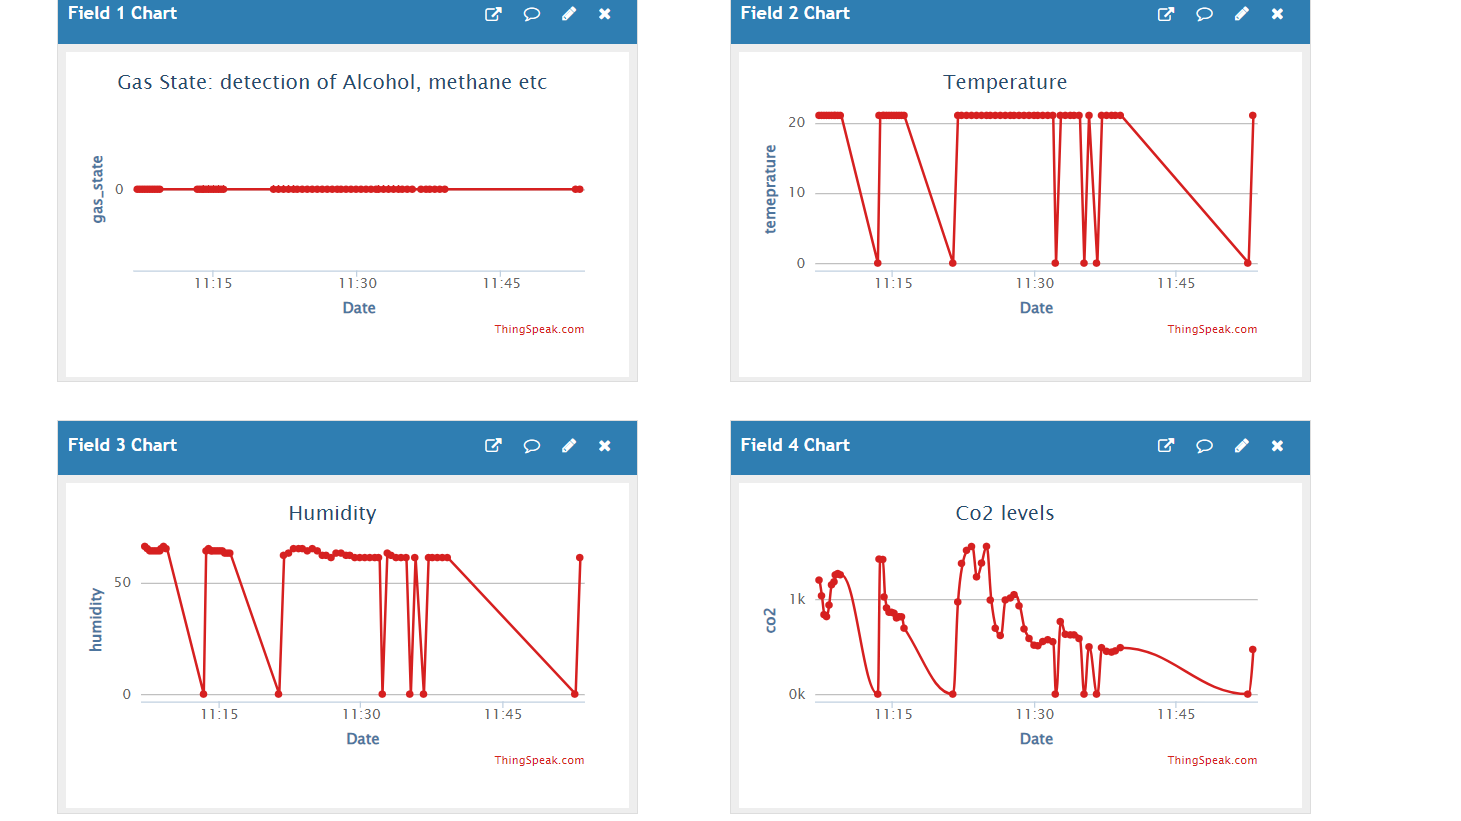 Field 1 Chart
Gas State: detection of Alcohol, methane etc
gas_state
0
11:15 11:30 11:45
Date
ThingSpeak.com
Field 2 Chart
Temperature
temeprature
20
10
0
11:15 11:30 11:45
Date
ThingSpeak.com
Field 3 Chart
Humidity
humidity
50
0
11:15 11:30 11:45
Date
ThingSpeak.com
Field 4 Chart
Co2 levels
co2
1k
0k
11:15 11:30 11:45
Date
ThingSpeak.com